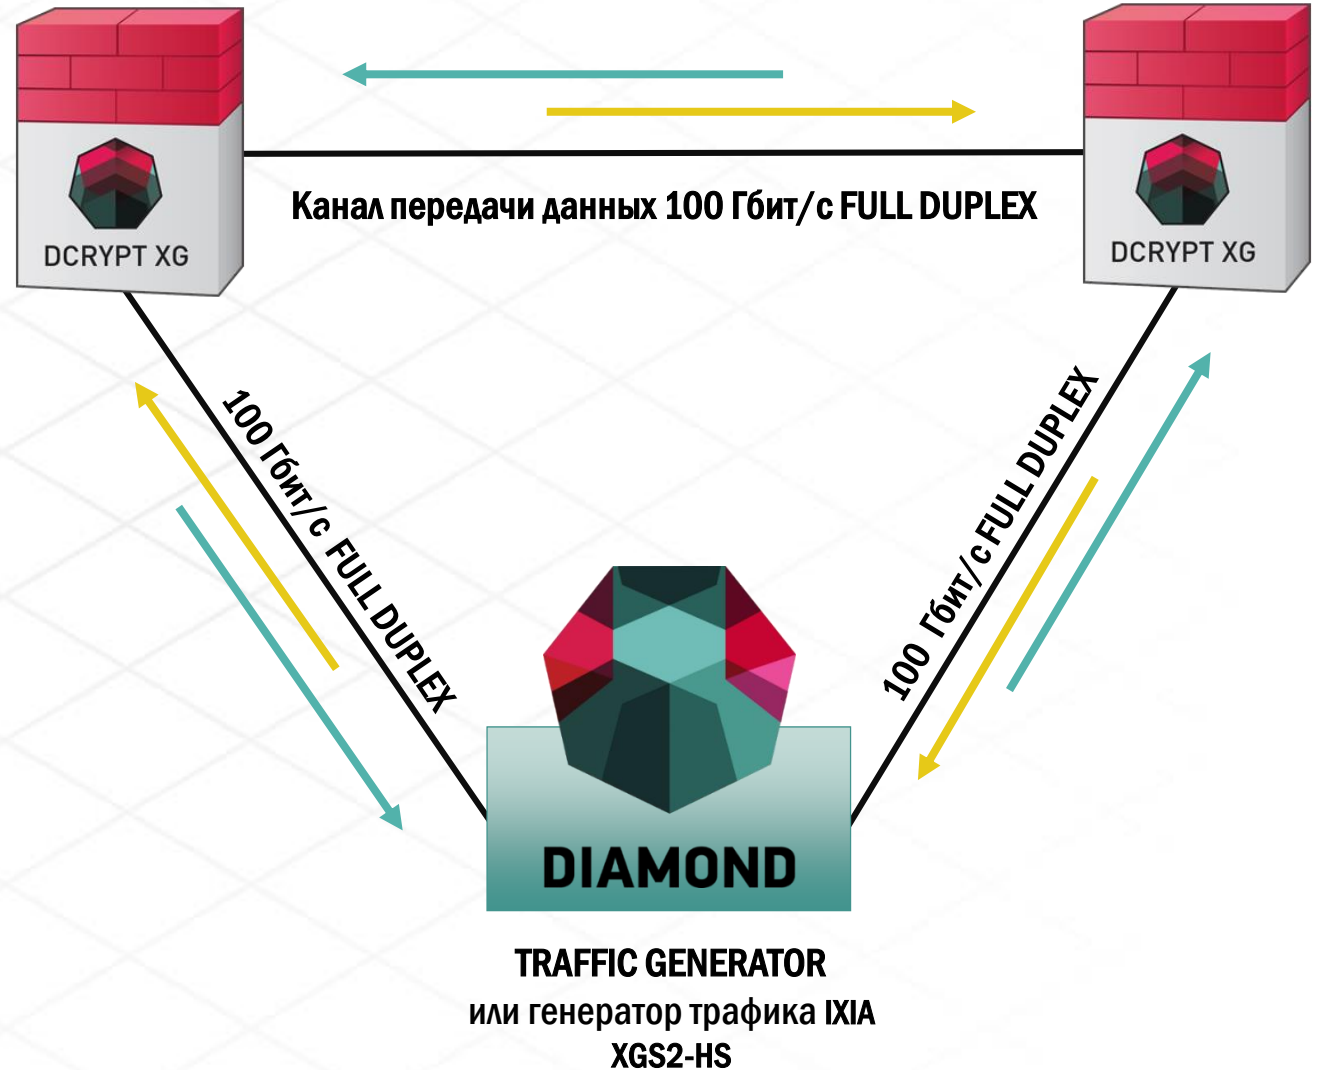 DCRYPT XG
DCRYPT XG
Канал передачи данных 100 Гбит/с FULL DUPLEX
100 Гбит/с FULL DUPLEX
100 Гбит/с FULL DUPLEX
DIAMOND
TRAFFIC GENERATOR
или генератор трафика IXIA
XGS2-HS